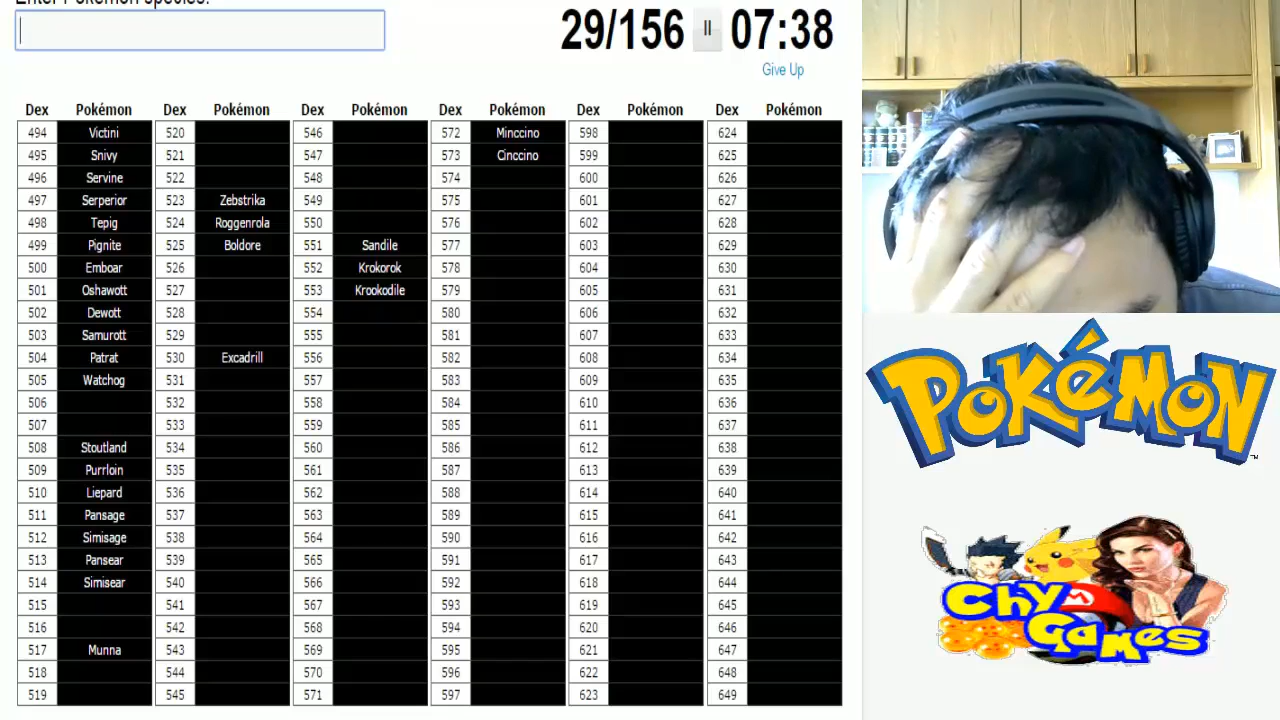 Enter Pokémon species:
29/156 II 07:38
Give Up
Dex Pokémon Dex Pokémon Dex Pokémon Dex Pokémon Dex Pokémon Dex Pokémon
494 Victini 520 546 572 Minccino 598 624
495 Snivy 521 547 573 Cinccino 599 625
496 Servine 522 548 574 600 626
497 Serperior 523 Zebstrika 549 575 601 627
498 Tepig 524 Roggenrola 550 576 602 628
499 Pignite 525 Boldore 551 Sandile 577 603 629
500 Emboar 526 552 Krokorok 578 604 630
501 Oshawott 527 553 Krookodile 579 605 631
502 Dewott 528 554 580 606 632
503 Samurott 529 555 581 607 633
504 Patrat 530 Excadrill 556 582 608 634
505 Watchog 531 557 583 609 635
506 532 558 584 610 636
507 533 559 585 611 637
508 Stoutland 534 560 586 612 638
509 Purrloin 535 561 587 613 639
510 Liepard 536 562 588 614 640
511 Pansage 537 563 589 615 641
512 Simisage 538 564 590 616 642
513 Pansear 539 565 591 617 643
514 Simisear 540 566 592 618 644
515 541 567 593 619 645
516 542 568 594 620 646
517 Munna 543 569 595 621 647
518 544 570 596 622 648
519 545 571 597 623 649
POKéMON
TM
Chy
Games